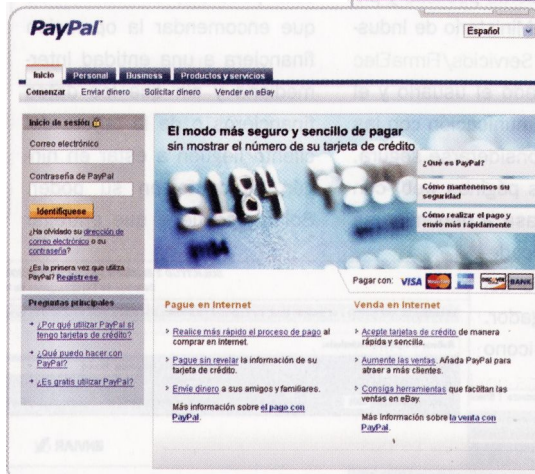 PayPal
Español
Inicio Personal Business Productos y servicios
Comenzar Enviar dinero Solicitar dinero Vender en eBay
Inicio de sesión
Correo electrónico
Contraseña de PayPal
Identifíquese
¿Ha olvidado su dirección de
correo electrónico o su
contraseña?
¿Es la primera vez que utiliza
PayPal? Regístrese.
Preguntas principales
¿Por qué utilizar PayPal si
tengo tarjetas de crédito?
¿Qué puedo hacer con
PayPal?
¿Es gratis utilizar PayPal?
El modo más seguro y sencillo de pagar
sin mostrar el número de su tarjeta de crédito
5184
¿Qué es PayPal?
Cómo mantenemos su
seguridad
Cómo realizar el pago y
envío más rápidamente
Pagar con: VISA BANK
Pague en Internet
Realice más rápido el proceso de pago al
comprar en Internet.
Pague sin revelar la información de su
tarjeta de crédito.
Envíe dinero a sus amigos y familiares.
Más información sobre el pago con
PayPal.
Venda en Internet
Acepte tarjetas de crédito de manera
rápida y sencilla.
Aumente las ventas. Añada PayPal para
atraer a más clientes.
Consiga herramientas que facilitan las
ventas en eBay.
Más información sobre la venta con
PayPal.